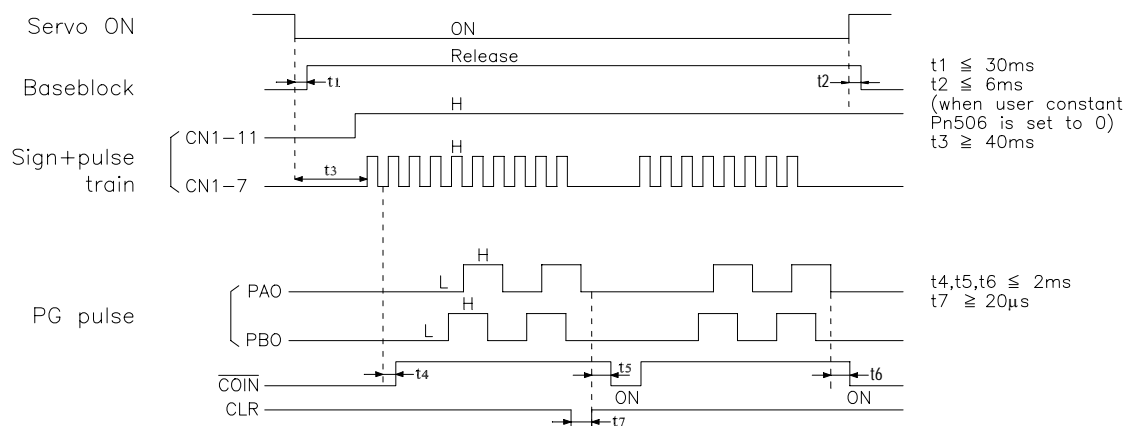 Servo ON
ON
Release
Baseblock
t1
t2
t1 ≦ 30ms
t2 ≦ 6ms
(when user constant
Pn506 is set to 0)
t3 ≧ 40ms
Sign+pulse
train
CN1-11
H
CN1-7
H
t3
PG pulse
PAO
L
H
PBO
L
H
t4,t5,t6 ≦ 2ms
t7 ≧ 20μs
COIN
t4
t5
ON
t6
ON
CLR
t7